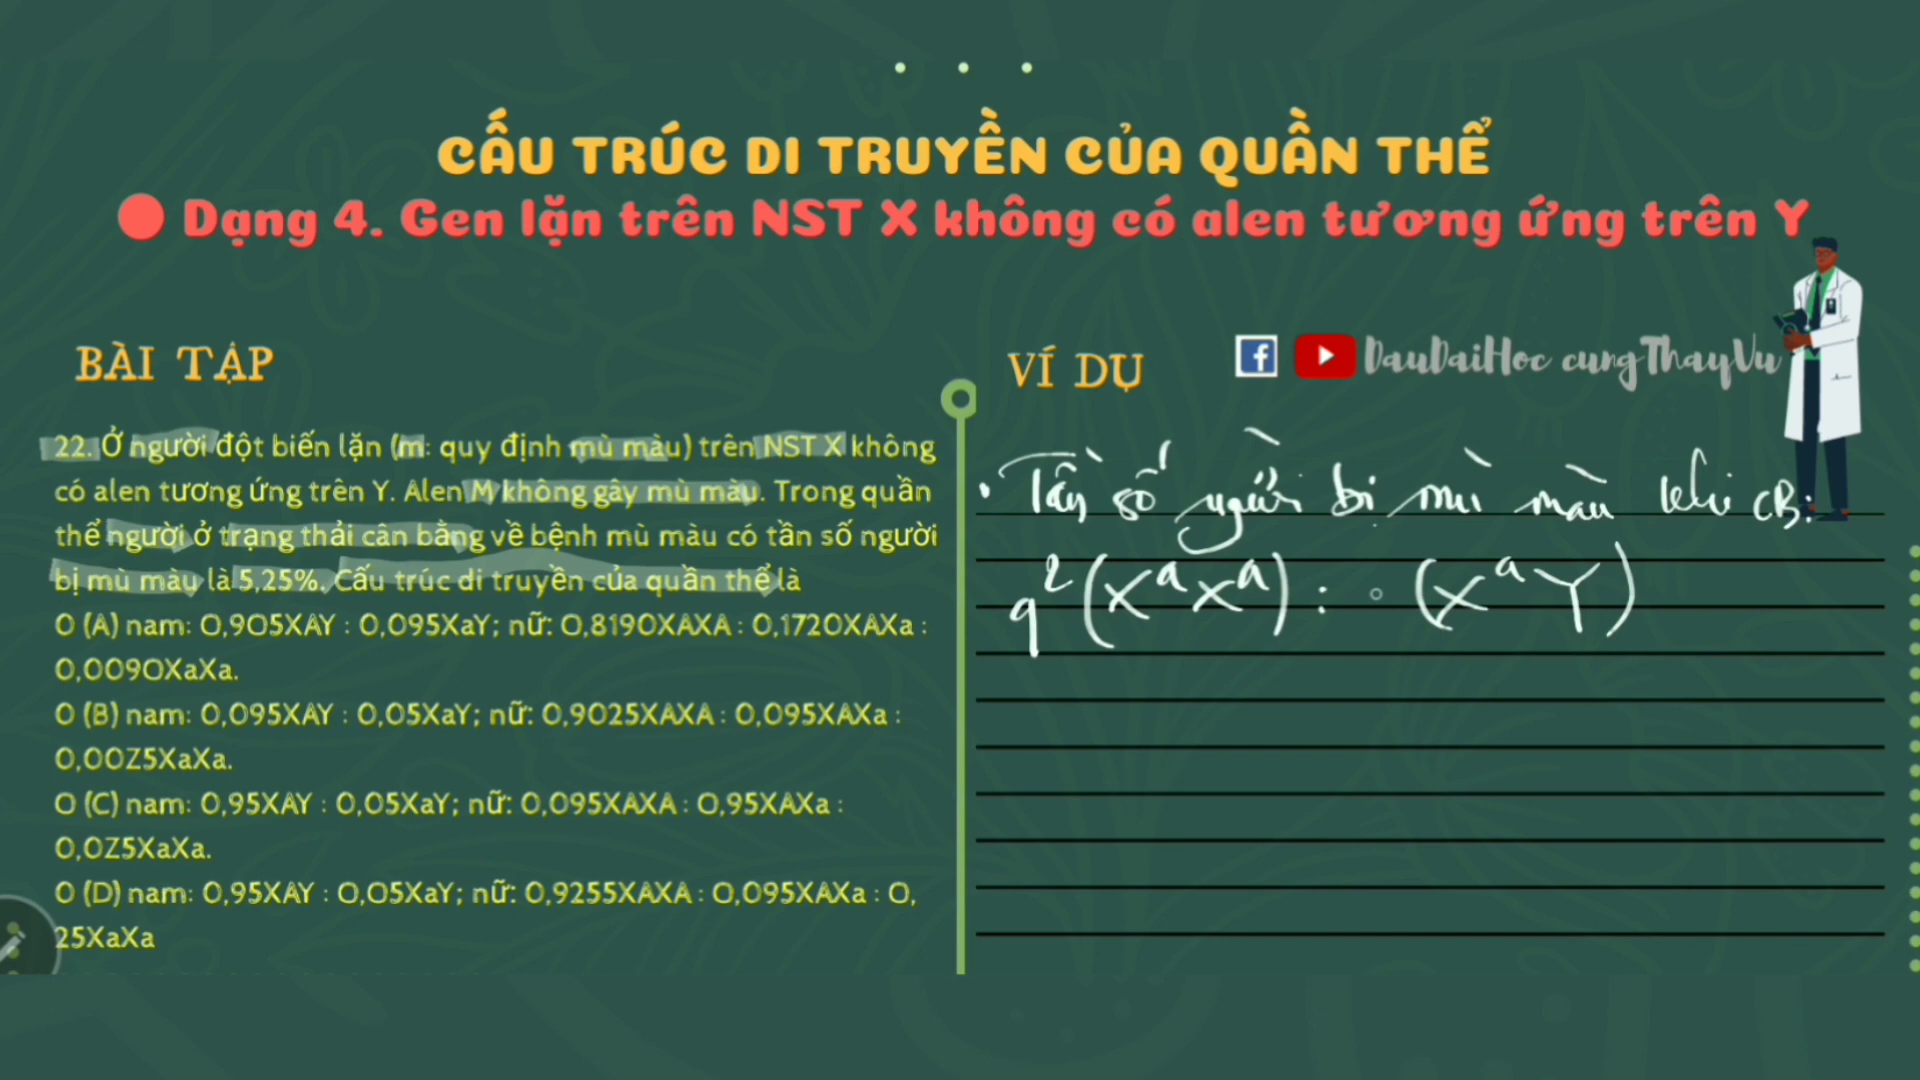 CẤU TRÚC DI TRUYỀN CỦA QUẦN THỂ
Dạng 4. Gen lặn trên NST X không có alen tương ứng trên Y
BÀI TẬP
22. Ở người đột biến lặn (m: quy định mù màu) trên NST X không
có alen tương ứng trên Y. Alen M không gây mù màu. Trong quần
thể người ở trạng thái cân bằng về bệnh mù màu có tần số người
bị mù màu là 5,25%. Cấu trúc di truyền của quần thể là
O (A) nam: 0,905XAY : 0,095XaY; nữ: 0,8190XAXA : 0,1720XAXa :
0,0090XaXa.
O (B) nam: 0,095XAY : 0,05XaY; nữ: 0,9025XAXA : 0,095XAXa :
0,00Z5XaXa.
O (C) nam: 0,95XAY : 0,05XaY; nữ: 0,095XAXA : 0,95XAXa :
0,0Z5XaXa.
O (D) nam: 0,95XAY : 0,05XaY; nữ: 0,9255XAXA : 0,095XAXa : 0,
25XaXa
VÍ DỤ
DauDaiHoc cungThayVu
• Tần số người bị mù màu khi CB:
q² (XᵃXᵃ) : (XᵃY)